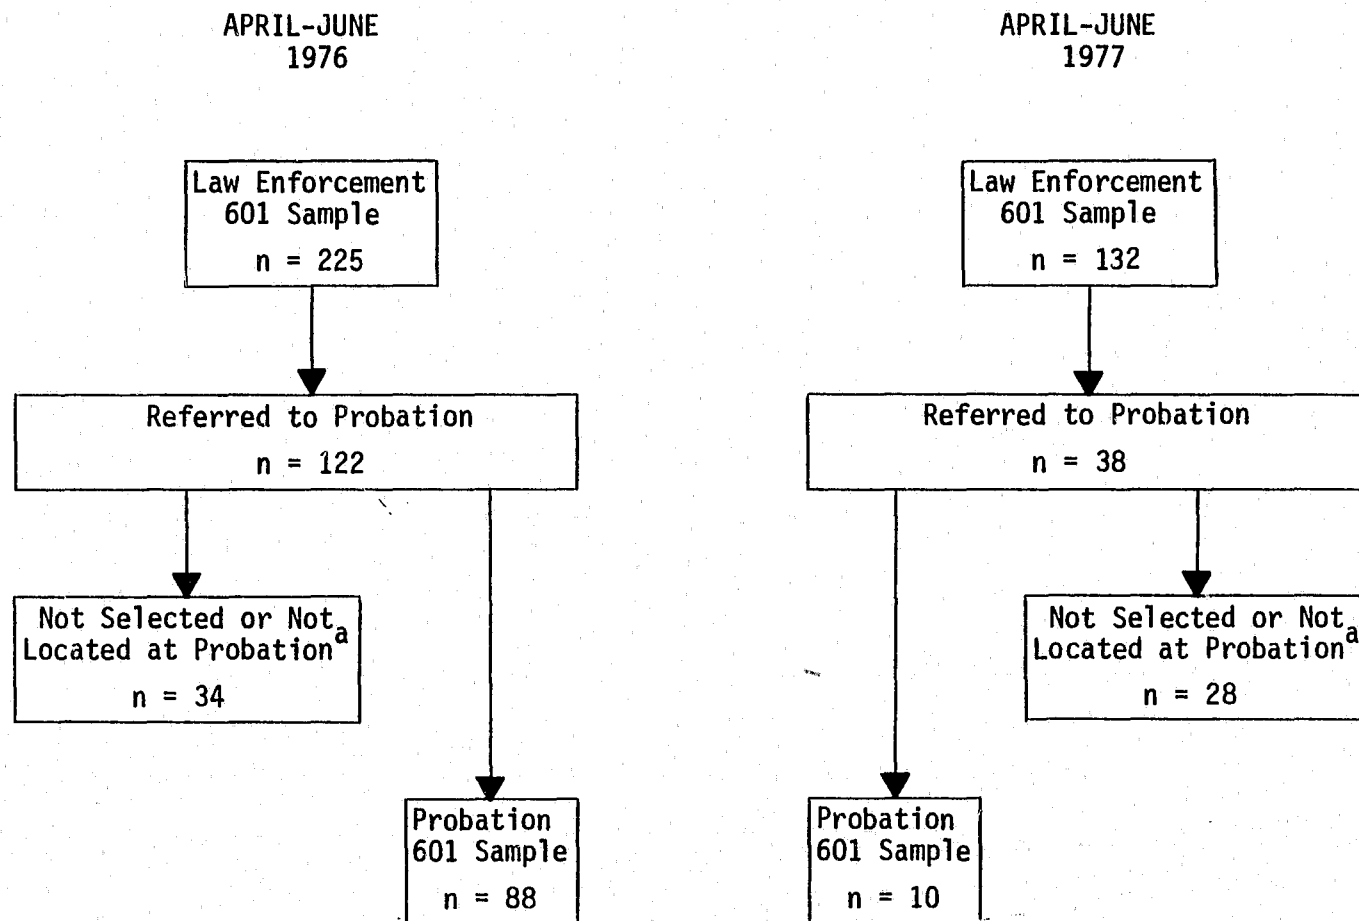 APRIL-JUNE
1976
Law Enforcement
601 Sample
n = 225
Referred to Probation
n = 122
Not Selected or Not
Located at Probationa
n = 34
Probation
601 Sample
n = 88
APRIL-JUNE
1977
Law Enforcement
601 Sample
n = 132
Referred to Probation
n = 38
Not Selected or Not
Located at Probationa
n = 28
Probation
601 Sample
n = 10